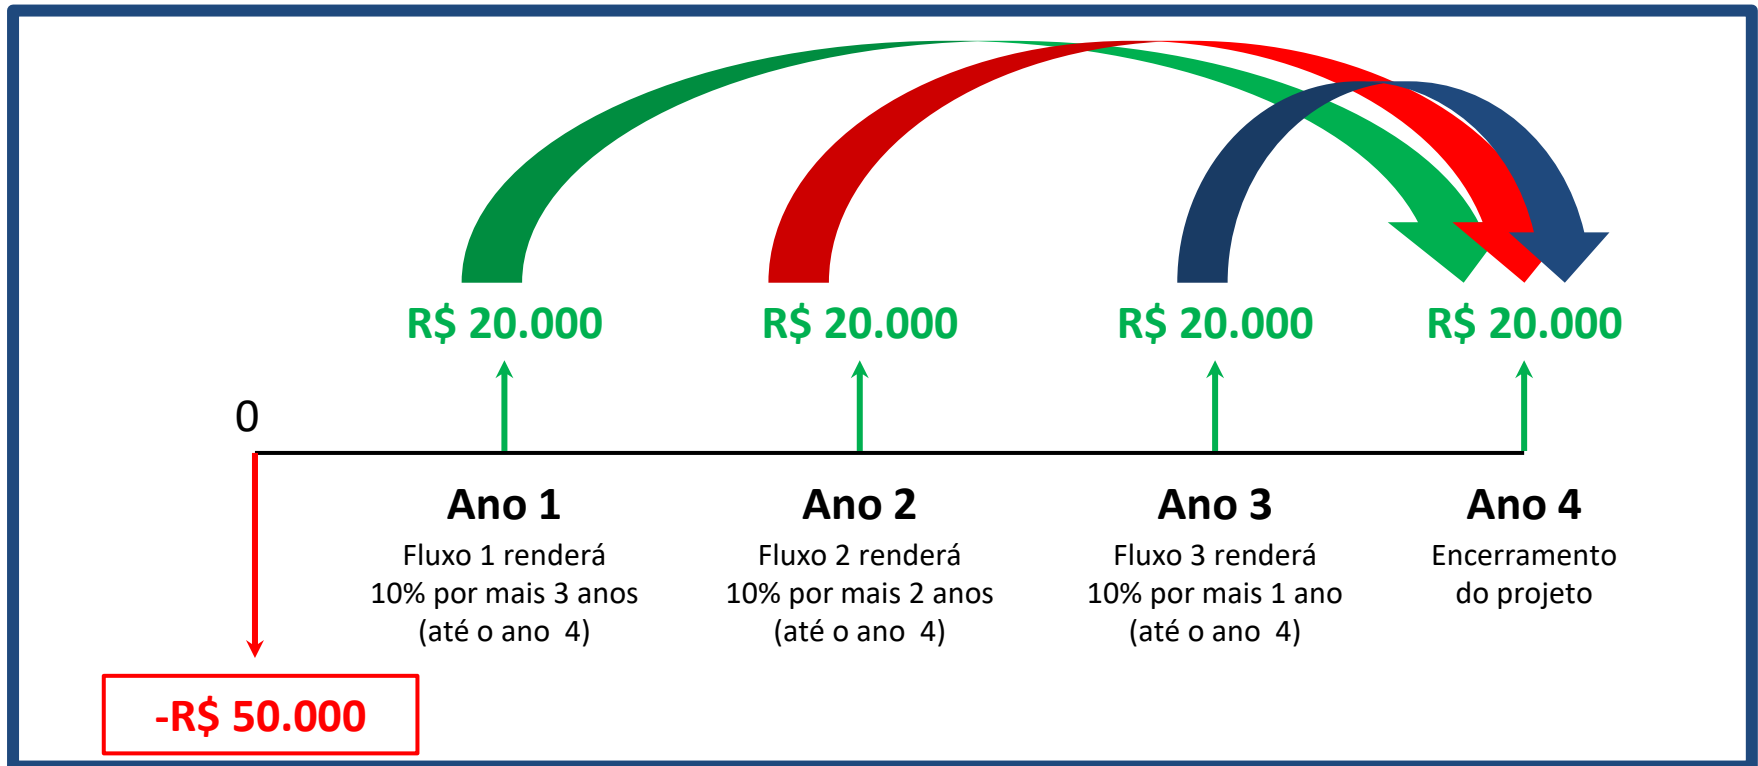 R$ 20.000
R$ 20.000
R$ 20.000
R$ 20.000
0
Ano 1
Fluxo 1 renderá
10% por mais 3 anos
(até o ano  4)
Ano 2
Fluxo 2 renderá
10% por mais 2 anos
(até o ano  4)
Ano 3
Fluxo 3 renderá
10% por mais 1 ano
(até o ano  4)
Ano 4
Encerramento
do projeto
-R$ 50.000